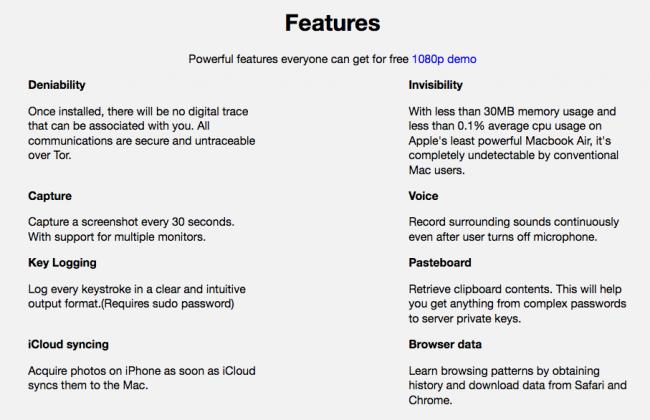 Features
Powerful features everyone can get for free 1080p demo
Deniability
Once installed, there will be no digital trace
that can be associated with you. All
communications are secure and untraceable
over Tor.
Invisibility
With less than 30MB memory usage and
less than 0.1% average cpu usage on
Apple's least powerful Macbook Air, it's
completely undetectable by conventional
Mac users.
Capture
Capture a screenshot every 30 seconds.
With support for multiple monitors.
Voice
Record surrounding sounds continuously
even after user turns off microphone.
Key Logging
Log every keystroke in a clear and intuitive
output format.(Requires sudo password)
Pasteboard
Retrieve clipboard contents. This will help
you get anything from complex passwords
to server private keys.
iCloud syncing
Acquire photos on iPhone as soon as iCloud
syncs them to the Mac.
Browser data
Learn browsing patterns by obtaining
history and download data from Safari and
Chrome.